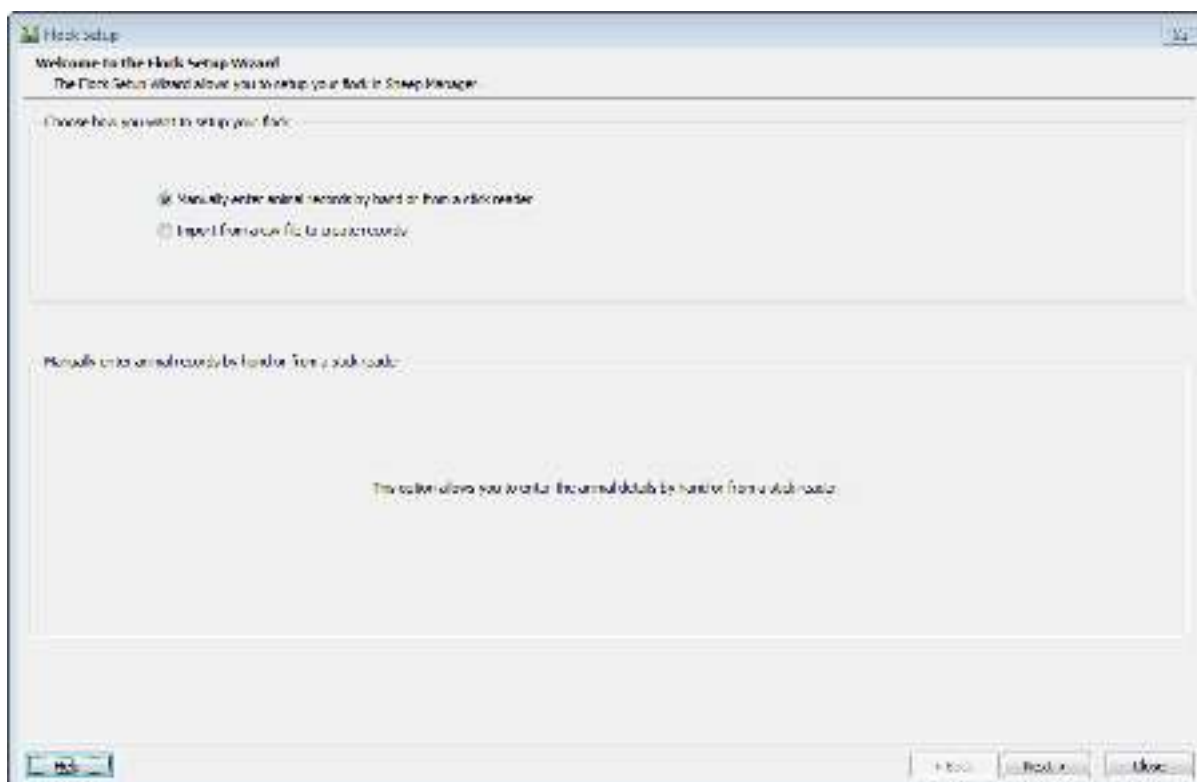 Flock Setup
Welcome to the Flock Setup Wizard
The Flock Setup Wizard allows you to setup your flock in Sheep Manager
Choose how you want to setup your flock
Manually enter animal records by hand or from a stick reader
Import from a csv file to create records
Manually enter animal records by hand or from a stick reader
This option allows you to enter the animal details by hand or from a stick reader
Help
< Back
Next >
Close